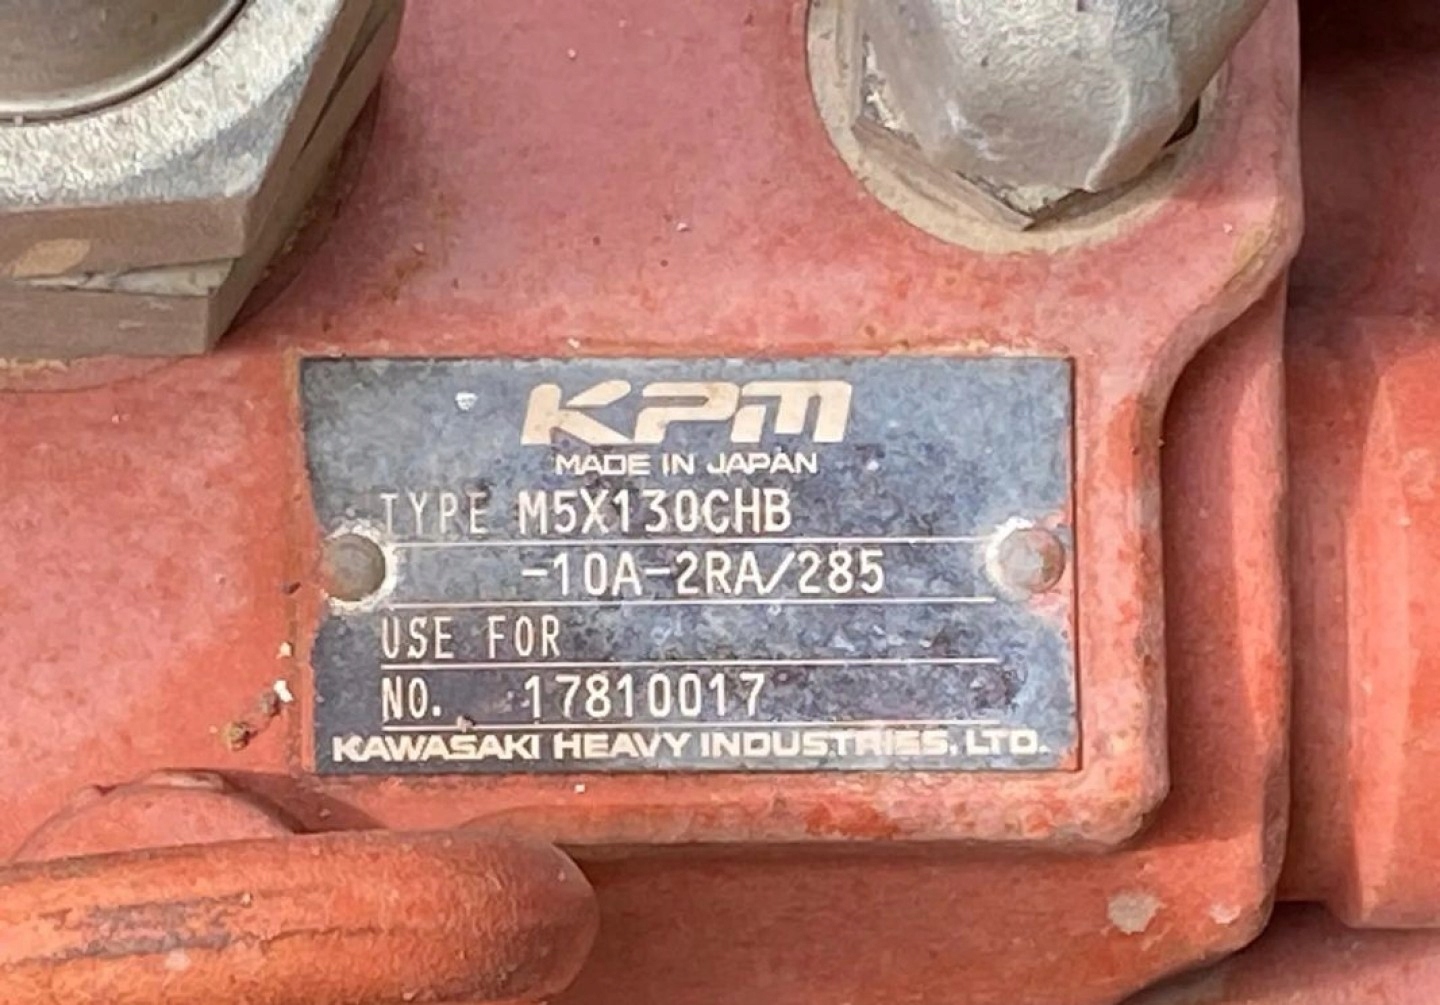 KPM
MADE IN JAPAN
TYPE M5X130CHB
-10A-2RA/285
USE FOR
NO. 17810017
KAWASAKI HEAVY INDUSTRIES, LTD.